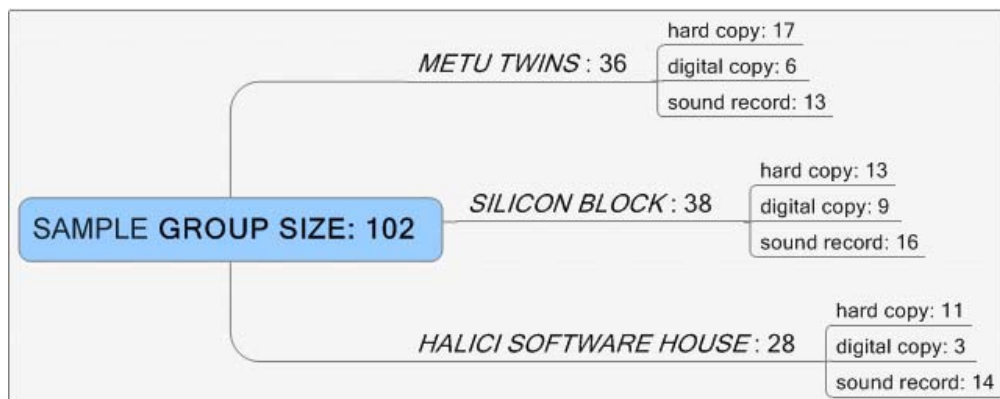 SAMPLE GROUP SIZE: 102
METU TWINS : 36
hard copy: 17
digital copy: 6
sound record: 13
SILICON BLOCK : 38
hard copy: 13
digital copy: 9
sound record: 16
HALICI SOFTWARE HOUSE : 28
hard copy: 11
digital copy: 3
sound record: 14